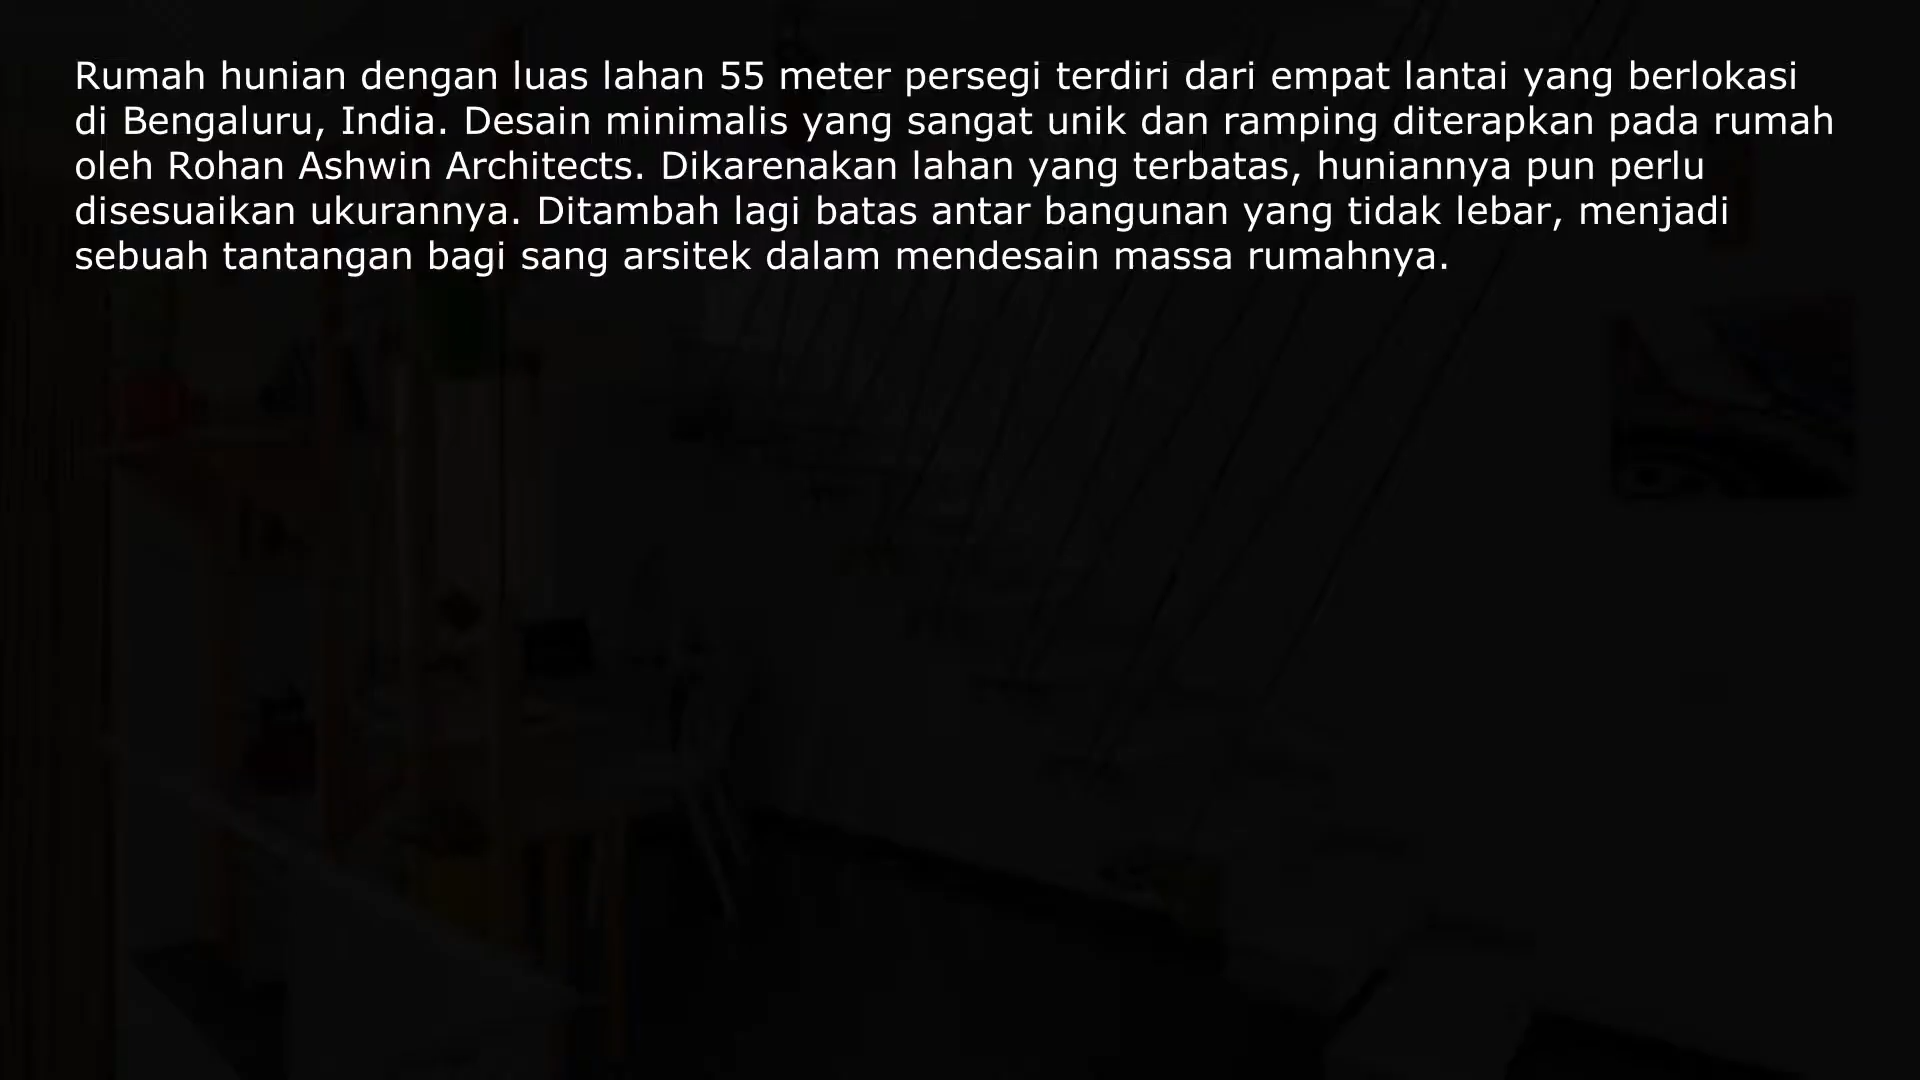 Rumah hunian dengan luas lahan 55 meter persegi terdiri dari empat lantai yang berlokasi
di Bengaluru, India. Desain minimalis yang sangat unik dan ramping diterapkan pada rumah
oleh Rohan Ashwin Architects. Dikarenakan lahan yang terbatas, huniannya pun perlu
disesuaikan ukurannya. Ditambah lagi batas antar bangunan yang tidak lebar, menjadi
sebuah tantangan bagi sang arsitek dalam mendesain massa rumahnya.